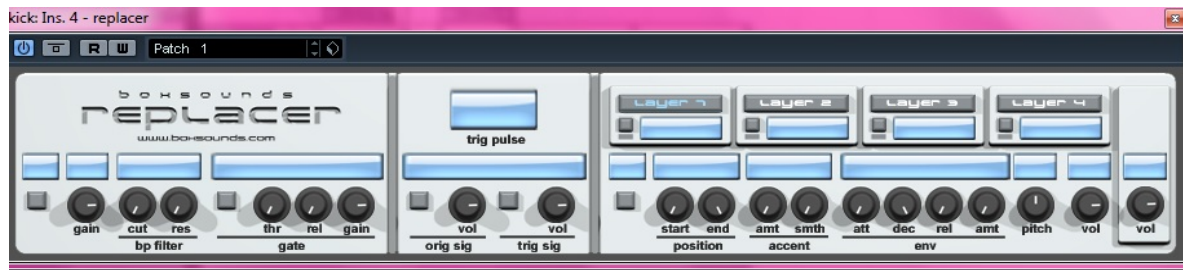 kick: Ins. 4 - replacer
R W Patch 1
boxsounds
replacer
www.boxsounds.com
trig pulse
Layer 1 Layer 2 Layer 3 Layer 4
gain cut res thr rel gain vol vol start end amt smth att dec rel amt pitch vol vol
bp filter gate orig sig trig sig position accent env